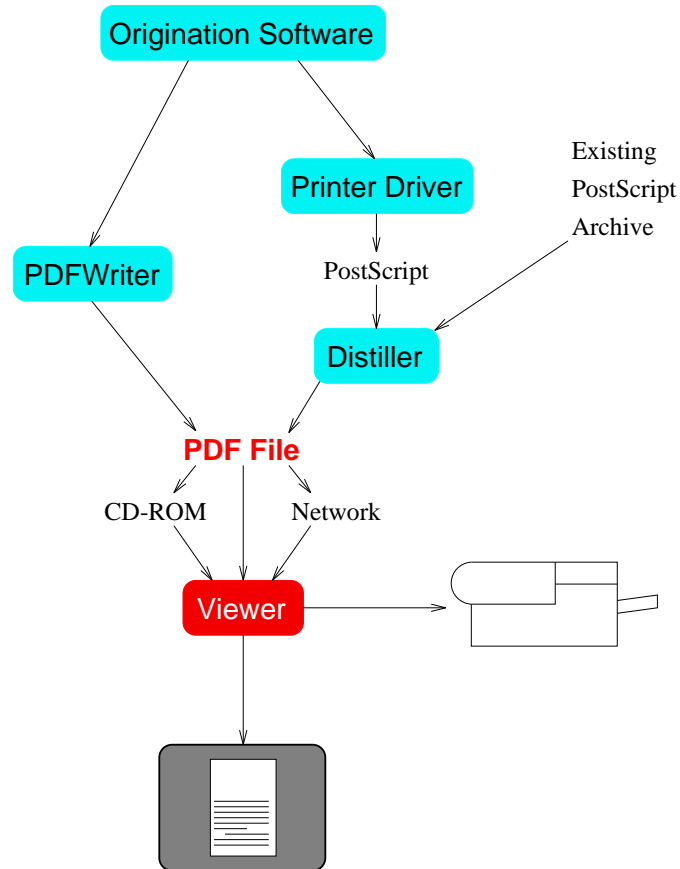 Origination Software
Printer Driver
Existing
PostScript
Archive
PDFWriter
PostScript
Distiller
PDF File
CD-ROM
Network
Viewer